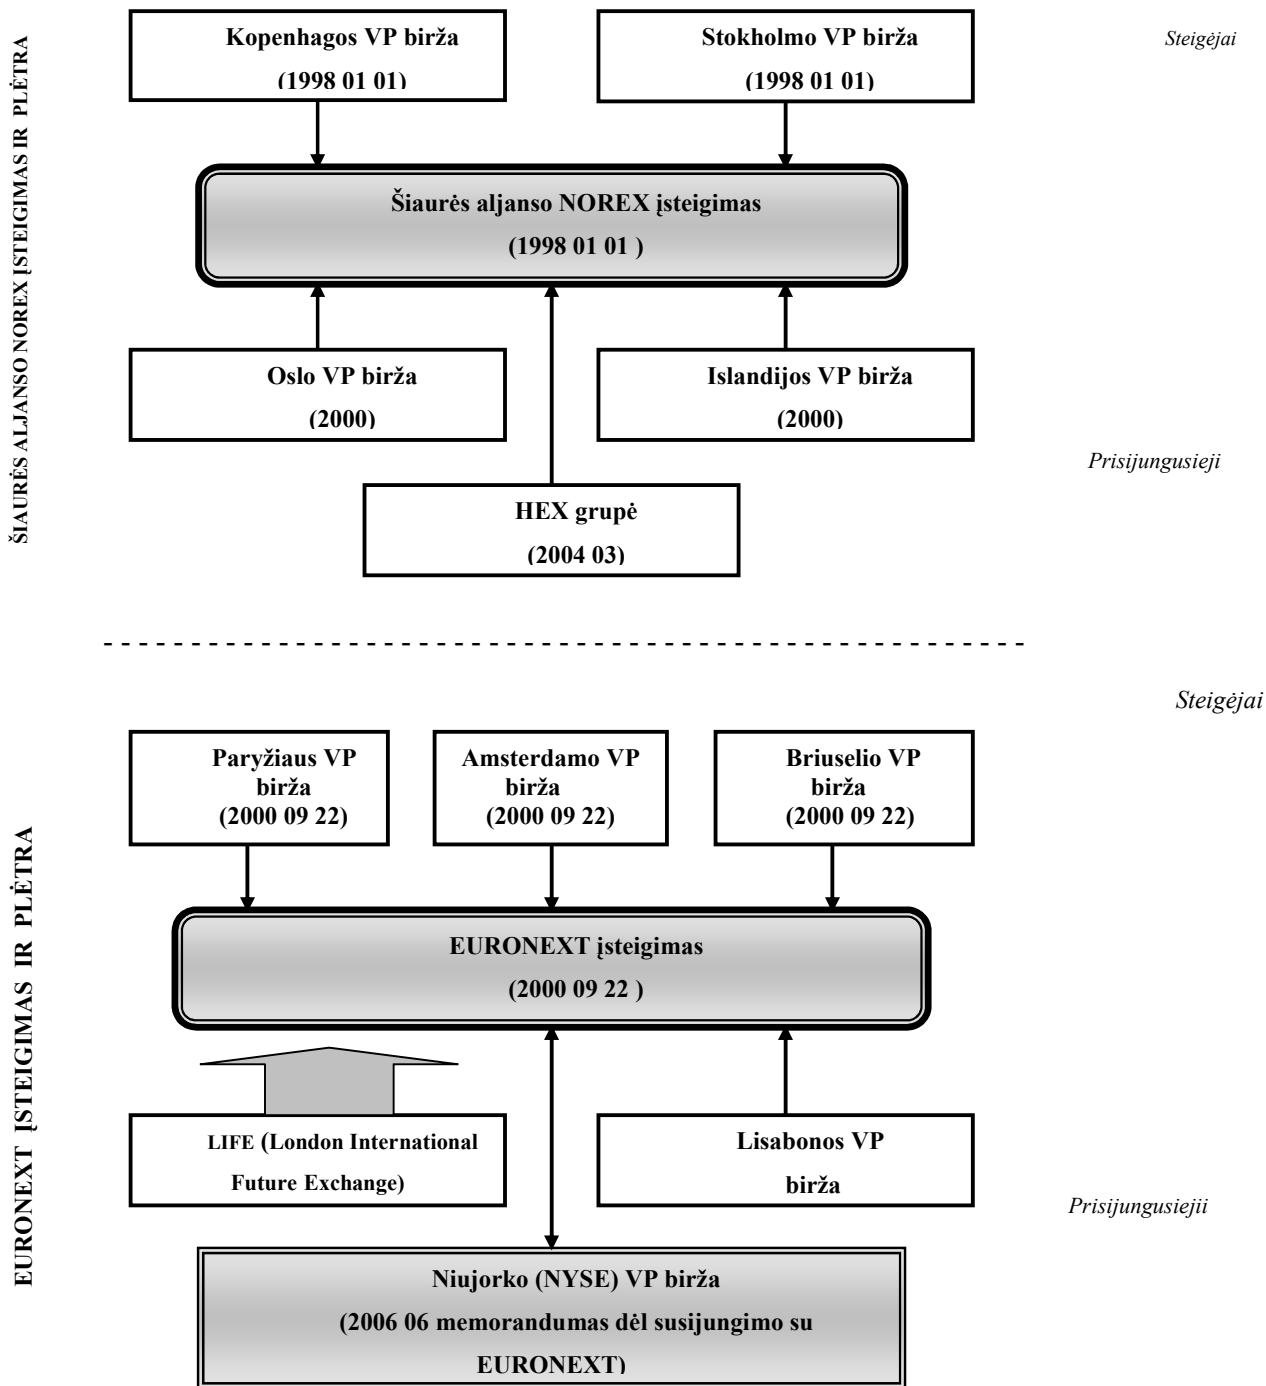 ŠIAURĖS ALJANSO NOREX ĮSTEIGIMAS IR PLĖTRA
Kopenhagos VP birža
(1998 01 01)
Stokholmo VP birža
(1998 01 01)
Steigėjai
Šiaurės aljanso NOREX įsteigimas
(1998 01 01 )
Oslo VP birža
(2000)
Islandijos VP birža
(2000)
Prisijungusieji
HEX grupė
(2004 03)
EURONEXT ĮSTEIGIMAS IR PLĖTRA
Steigėjai
Paryžiaus VP
birža
(2000 09 22)
Amsterdamo VP
birža
(2000 09 22)
Briuselio VP
birža
(2000 09 22)
EURONEXT įsteigimas
(2000 09 22 )
LIFE (London International
Future Exchange)
Lisabonos VP
birža
Prisijungusiejii
Niujorko (NYSE) VP birža
(2006 06 memorandumas dėl susijungimo su
EURONEXT)